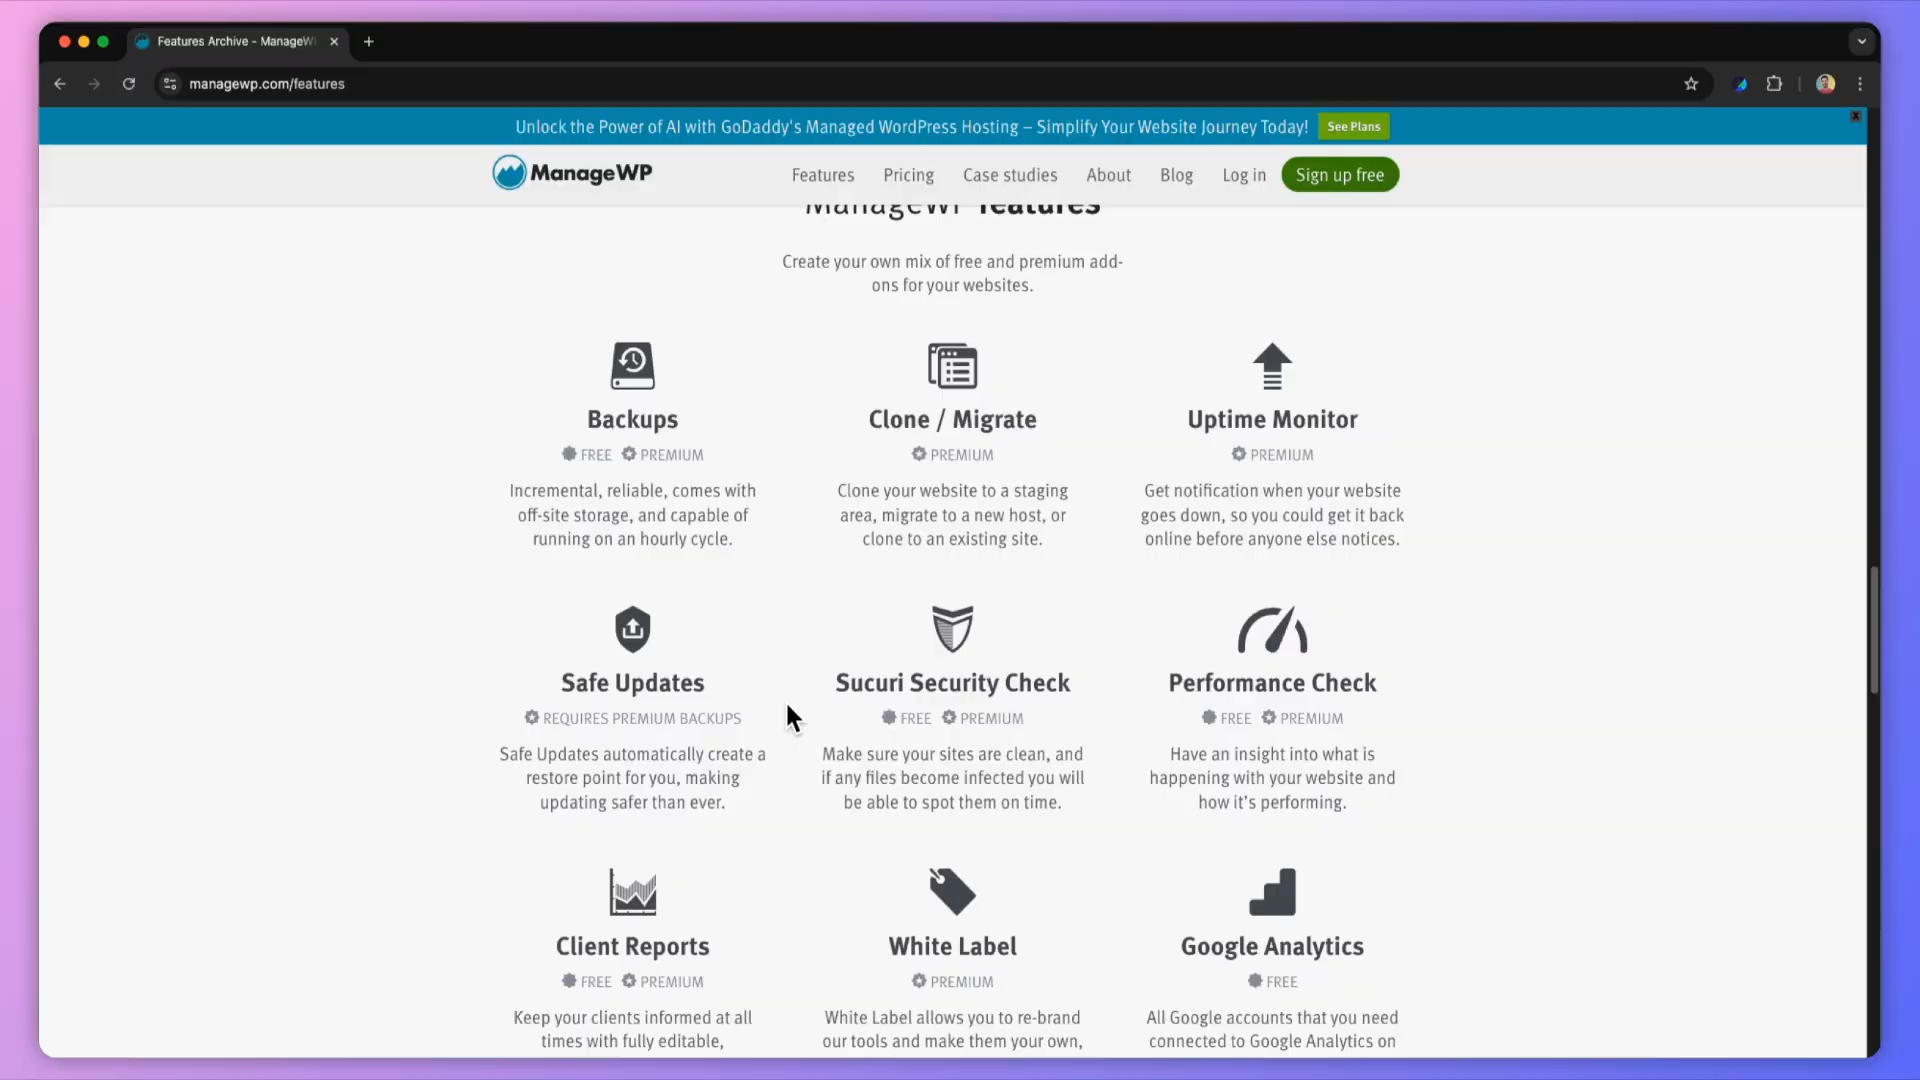 Features Archive - ManageW
managewp.com/features
Unlock the Power of AI with GoDaddy's Managed WordPress Hosting – Simplify Your Website Journey Today!
See Plans
ManageWP
Features
Pricing
Case studies
About
Blog
Log in
Sign up free
ManageWP features
Create your own mix of free and premium add-
ons for your websites.
Backups
FREE PREMIUM
Incremental, reliable, comes with
off-site storage, and capable of
running on an hourly cycle.
Clone / Migrate
PREMIUM
Clone your website to a staging
area, migrate to a new host, or
clone to an existing site.
Uptime Monitor
PREMIUM
Get notification when your website
goes down, so you could get it back
online before anyone else notices.
Safe Updates
REQUIRES PREMIUM BACKUPS
Safe Updates automatically create a
restore point for you, making
updating safer than ever.
Sucuri Security Check
FREE PREMIUM
Make sure your sites are clean, and
if any files become infected you will
be able to spot them on time.
Performance Check
FREE PREMIUM
Have an insight into what is
happening with your website and
how it's performing.
Client Reports
FREE PREMIUM
Keep your clients informed at all
times with fully editable,
White Label
PREMIUM
White Label allows you to re-brand
our tools and make them your own,
Google Analytics
FREE
All Google accounts that you need
connected to Google Analytics on